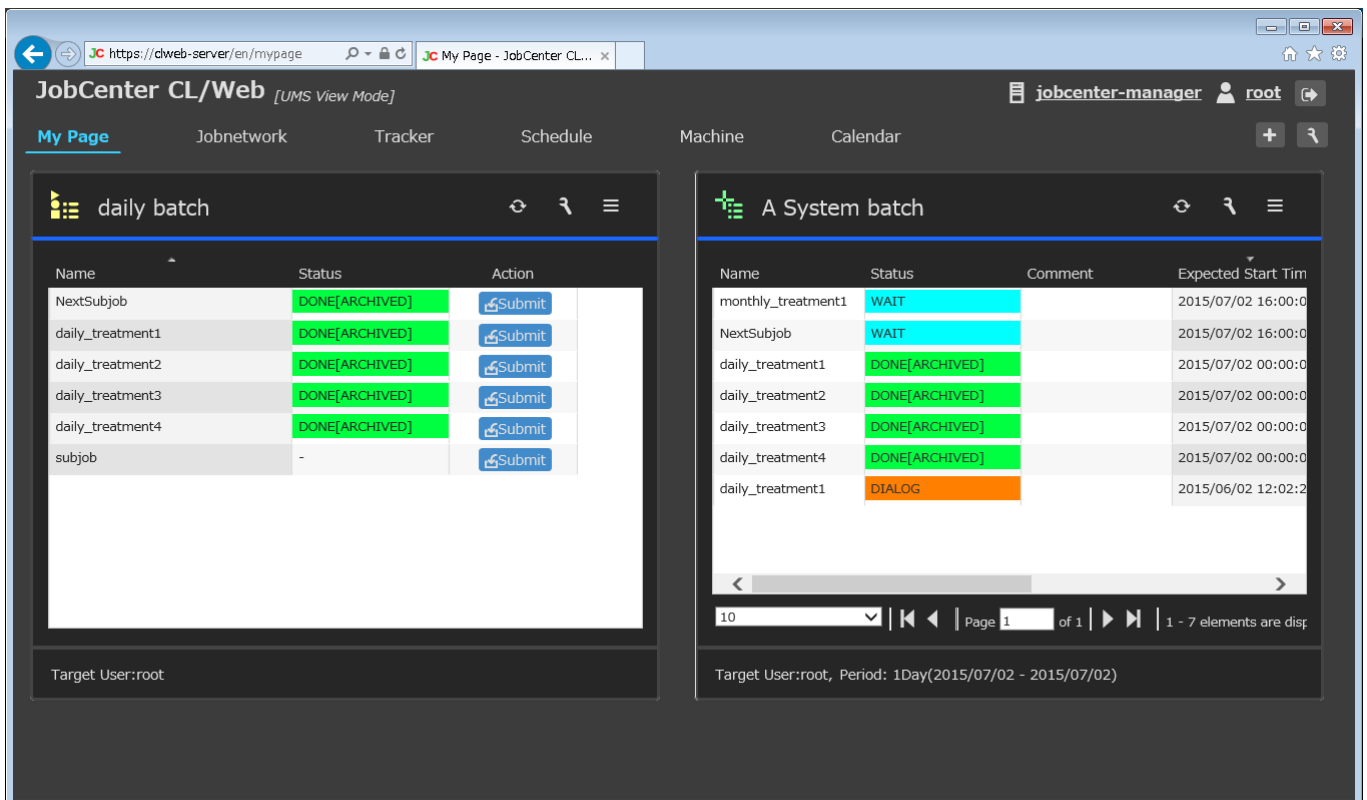 JC https://clweb-server/en/mypage JC My Page - JobCenter CL... x
JobCenter CL/Web [UMS View Mode] jobcenter-manager root
My Page Jobnetwork Tracker Schedule Machine Calendar
daily batch
Name Status Action
NextSubjob DONE[ARCHIVED] Submit
daily_treatment1 DONE[ARCHIVED] Submit
daily_treatment2 DONE[ARCHIVED] Submit
daily_treatment3 DONE[ARCHIVED] Submit
daily_treatment4 DONE[ARCHIVED] Submit
subjob - Submit
Target User:root
A System batch
Name Status Comment Expected Start Tim
monthly_treatment1 WAIT 2015/07/02 16:00:0
NextSubjob WAIT 2015/07/02 16:00:0
daily_treatment1 DONE[ARCHIVED] 2015/07/02 00:00:0
daily_treatment2 DONE[ARCHIVED] 2015/07/02 00:00:0
daily_treatment3 DONE[ARCHIVED] 2015/07/02 00:00:0
daily_treatment4 DONE[ARCHIVED] 2015/07/02 00:00:0
daily_treatment1 DIALOG 2015/06/02 12:02:2
10 Page 1 of 1 1 - 7 elements are disp
Target User:root, Period: 1Day(2015/07/02 - 2015/07/02)